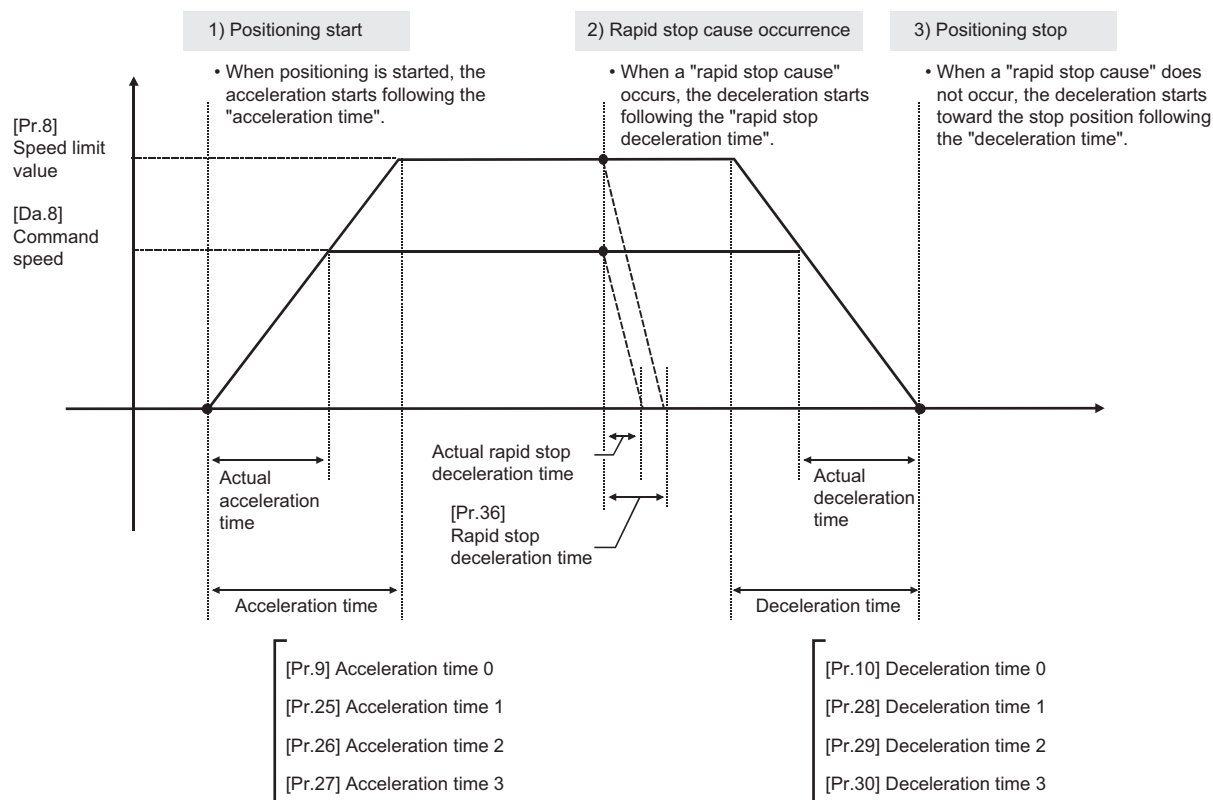 1) Positioning start
2) Rapid stop cause occurrence
3) Positioning stop
• When positioning is started, the
acceleration starts following the
"acceleration time".
• When a "rapid stop cause"
occurs, the deceleration starts
following the "rapid stop
deceleration time".
• When a "rapid stop cause" does
not occur, the deceleration starts
toward the stop position following
the "deceleration time".
[Pr.8]
Speed limit
value
[Da.8]
Command
speed
Actual
acceleration
time
Actual rapid stop
deceleration time
[Pr.36]
Rapid stop
deceleration time
Actual
deceleration
time
Acceleration time
Deceleration time
[Pr.9] Acceleration time 0
[Pr.25] Acceleration time 1
[Pr.26] Acceleration time 2
[Pr.27] Acceleration time 3
[Pr.10] Deceleration time 0
[Pr.28] Deceleration time 1
[Pr.29] Deceleration time 2
[Pr.30] Deceleration time 3